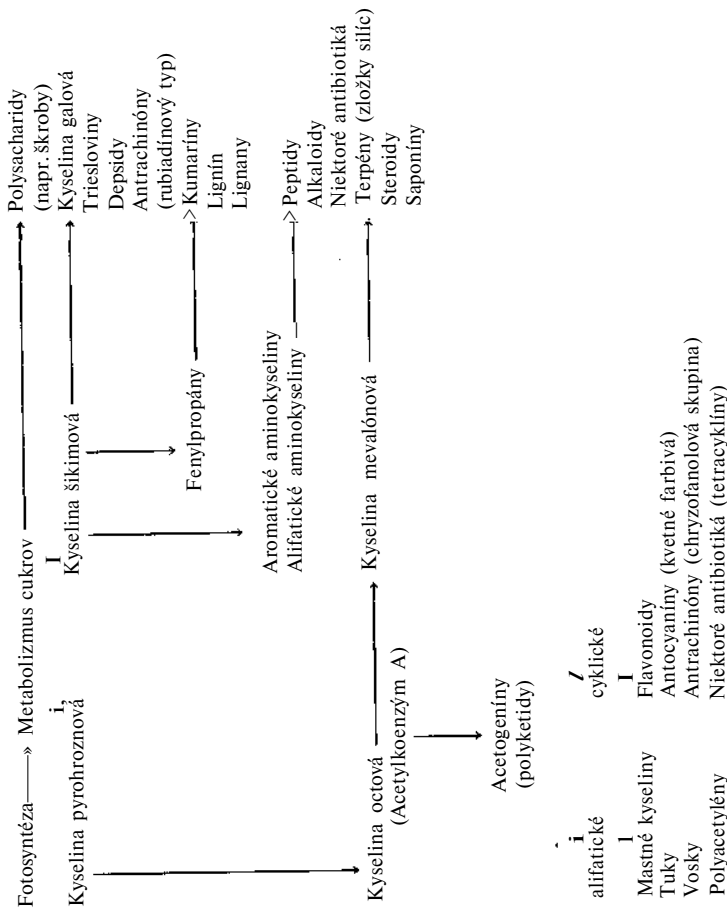 Fotosyntéza → Metabolizmus cukrov
Polysacharidy
(napr. škroby)
Kyselina pyrohroznová
Kyselina šikimová
Kyselina galová
Triesloviny
Depsidy
Antrachinóny
(rubiadínový typ)
Fenylpropány
Kumaríny
Lignín
Lignany
Aromatické aminokyseliny
Alifatické aminokyseliny
Peptidy
Alkaloidy
Niektoré antibiotiká
Kyselina octová
(Acetylkoenzým A)
Kyselina mevalónová
Terpény (zložky silíc)
Steroidy
Saponíny
Acetogeníny
(polyketidy)
alifatické
cyklické
Mastné kyseliny
Tuky
Vosky
Polyacetylény
Flavonoidy
Antocyaníny (kvetné farbivá)
Antrachinóny (chryzofanolová skupina)
Niektoré antibiotiká (tetracyklíny)